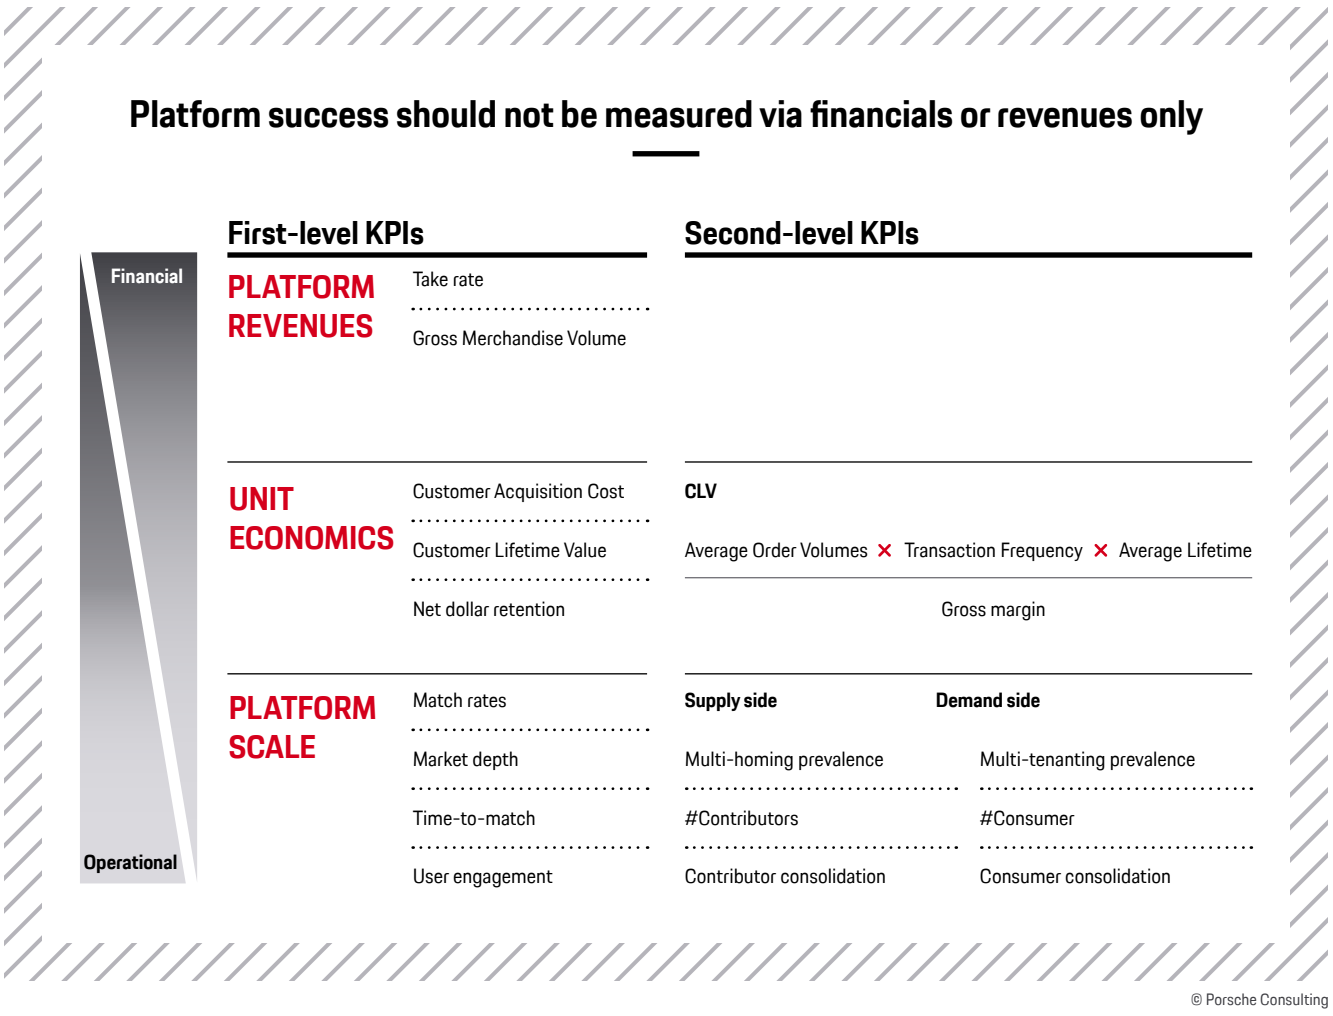 Platform success should not be measured via financials or revenues only
First-level KPIs
Second-level KPIs
Financial
PLATFORM
REVENUES
Take rate
Gross Merchandise Volume
UNIT
ECONOMICS
Customer Acquisition Cost
Customer Lifetime Value
Net dollar retention
CLV
Average Order Volumes × Transaction Frequency × Average Lifetime
Gross margin
PLATFORM
SCALE
Match rates
Market depth
Time-to-match
User engagement
Supply side
Multi-homing prevalence
#Contributors
Contributor consolidation
Demand side
Multi-tenanting prevalence
#Consumer
Consumer consolidation
Operational
© Porsche Consulting